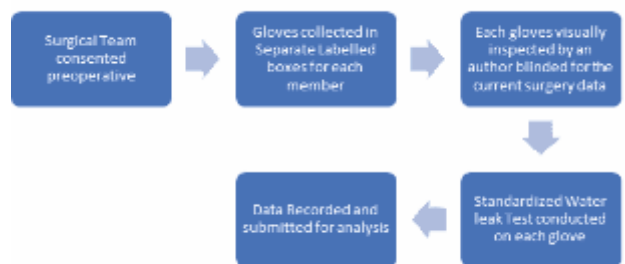 Surgical Team
consented
preoperative
Gloves collected in
Separate Labelled
boxes for each
member
Each gloves visually
inspected by an
author blinded for the
current surgery data
Standardized Water
leak Test conducted
on each glove
Data Recorded and
submitted for analysis